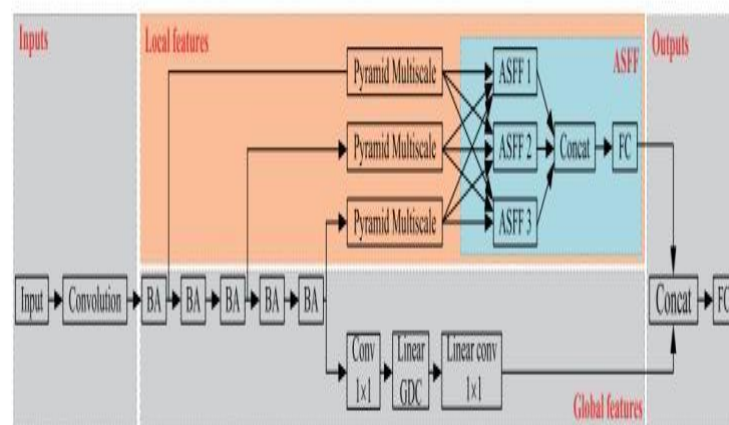 Inputs
Local features
ASFF
Outputs
Pyramid Multiscale
ASFF 1
Pyramid Multiscale
ASFF 2
Concat
FC
Pyramid Multiscale
ASFF 3
Input
Convolution
BA
BA
BA
BA
BA
Concat
FC
Conv
1×1
Linear
GDC
Linear conv
1×1
Global features